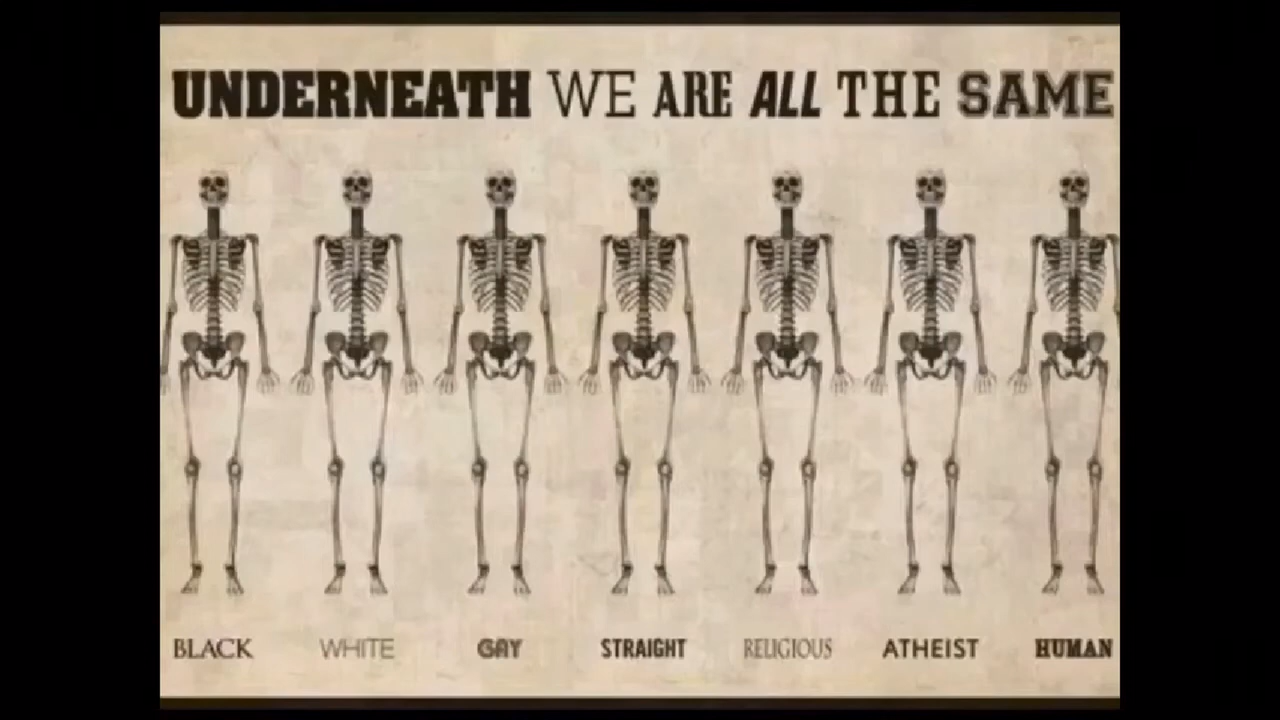 UNDERNEATH WE ARE ALL THE SAME
BLACK WHITE GAY STRAIGHT RELIGIOUS ATHEIST HUMAN